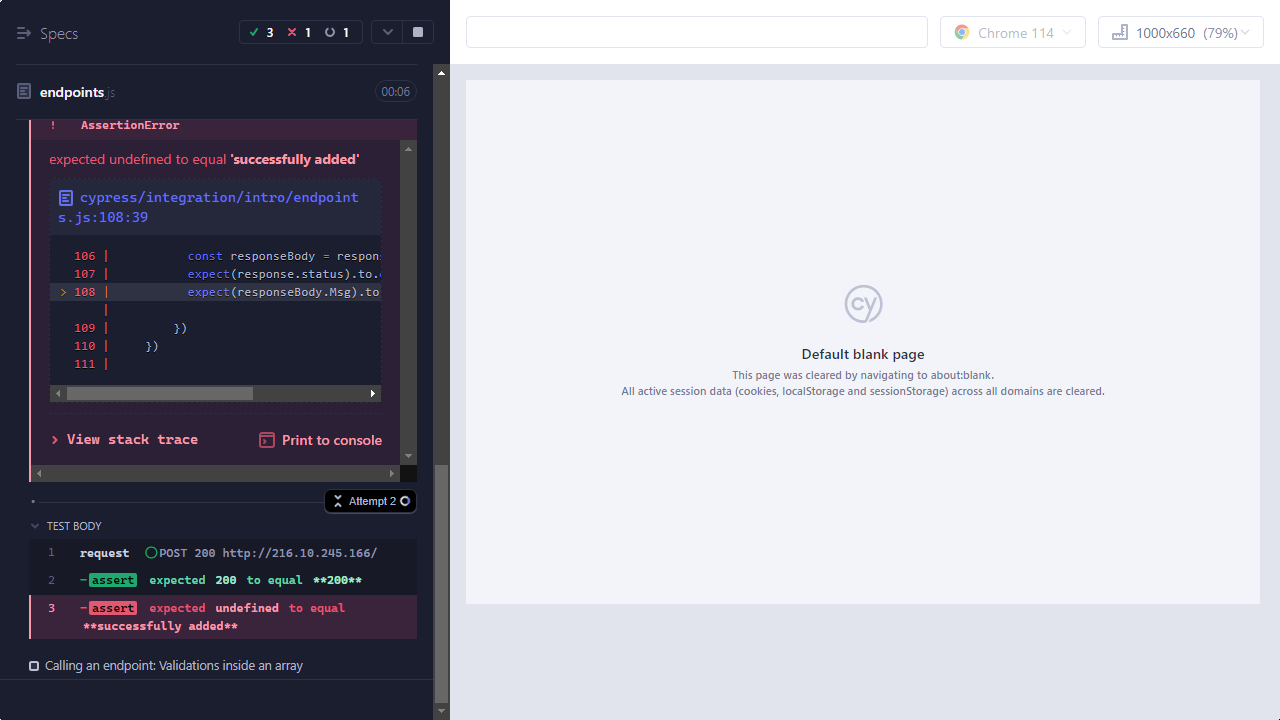 Specs
3 1 1
Chrome 114
1000x660 (79%)
endpoints.js
00:06
! AssertionError
expected undefined to equal 'successfully added'
cypress/integration/intro/endpoint
s.js:108:39
106 | const responseBody = respons
107 | expect(response.status).to.e
> 108 | expect(responseBody.Msg).to
|
109 | })
110 | })
111 |
View stack trace
Print to console
Attempt 2
TEST BODY
1 request POST 200 http://216.10.245.166/
2 -assert expected 200 to equal **200**
3 -assert expected undefined to equal
**successfully added**
Calling an endpoint: Validations inside an array
cy
Default blank page
This page was cleared by navigating to about:blank.
All active session data (cookies, localStorage and sessionStorage) across all domains are cleared.